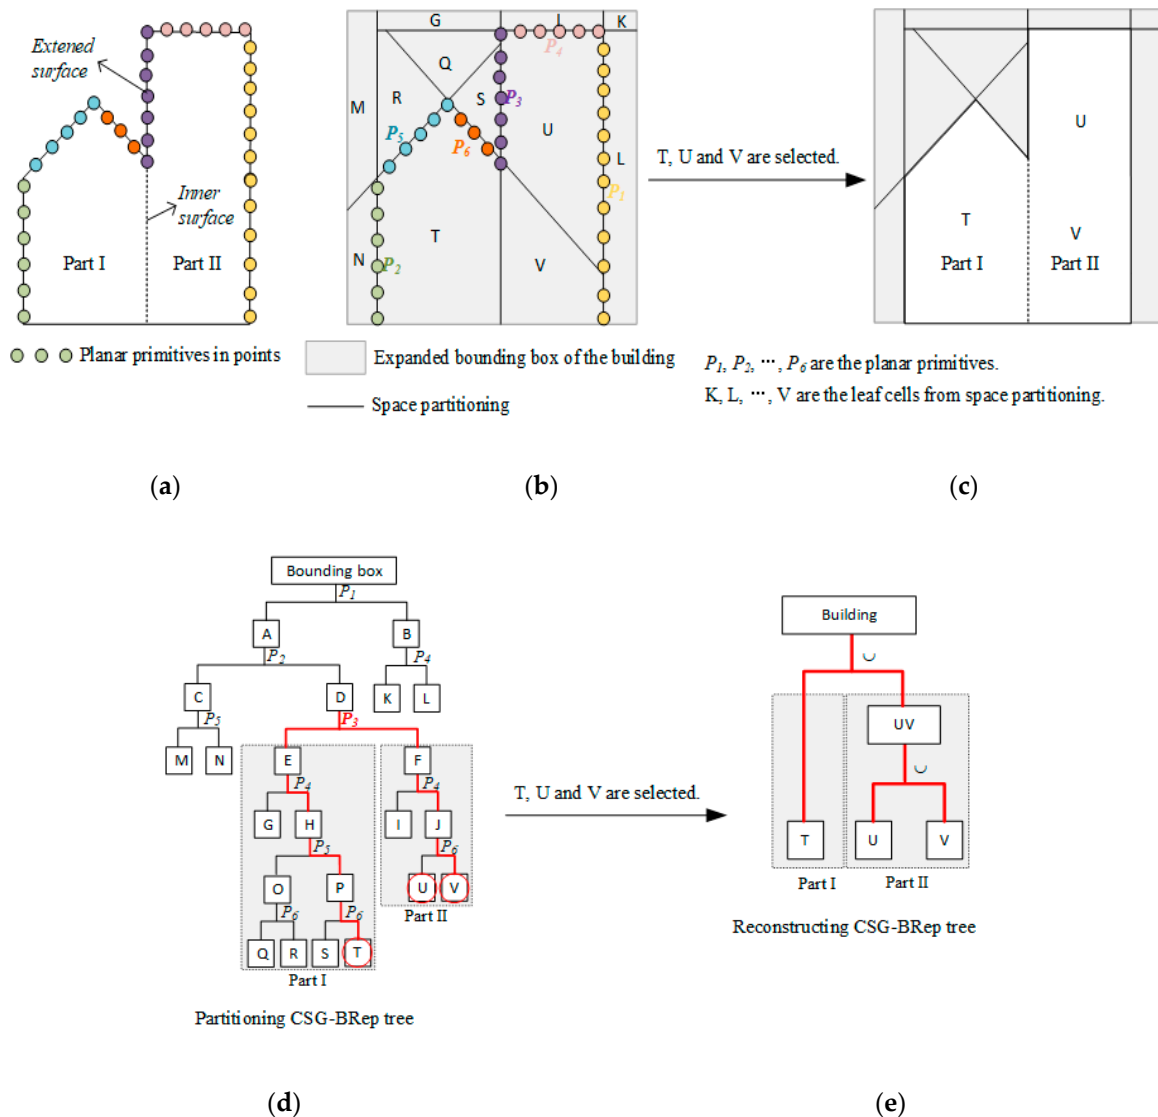 Extened
surface
Inner
surface
Part I
Part II
Planar primitives in points
(a)
G
I
K
P4
Q
M
R
S
P3
P5
P6
U
L
P1
T
N
P2
V
Expanded bounding box of the building
Space partitioning
(b)
T, U and V are selected.
U
T
V
Part I
Part II
P1, P2, ···, P6 are the planar primitives.
K, L, ···, V are the leaf cells from space partitioning.
(c)
Bounding box
P1
A
B
P2
P4
C
D
K
L
P5
P3
M
N
E
F
P4
P4
G
H
I
J
P5
P6
O
P
U
V
P6
P6
Part II
Q
R
S
T
Part I
Partitioning CSG-BRep tree
(d)
T, U and V are selected.
Building
∪
UV
∪
T
U
V
Part I
Part II
Reconstructing CSG-BRep tree
(e)